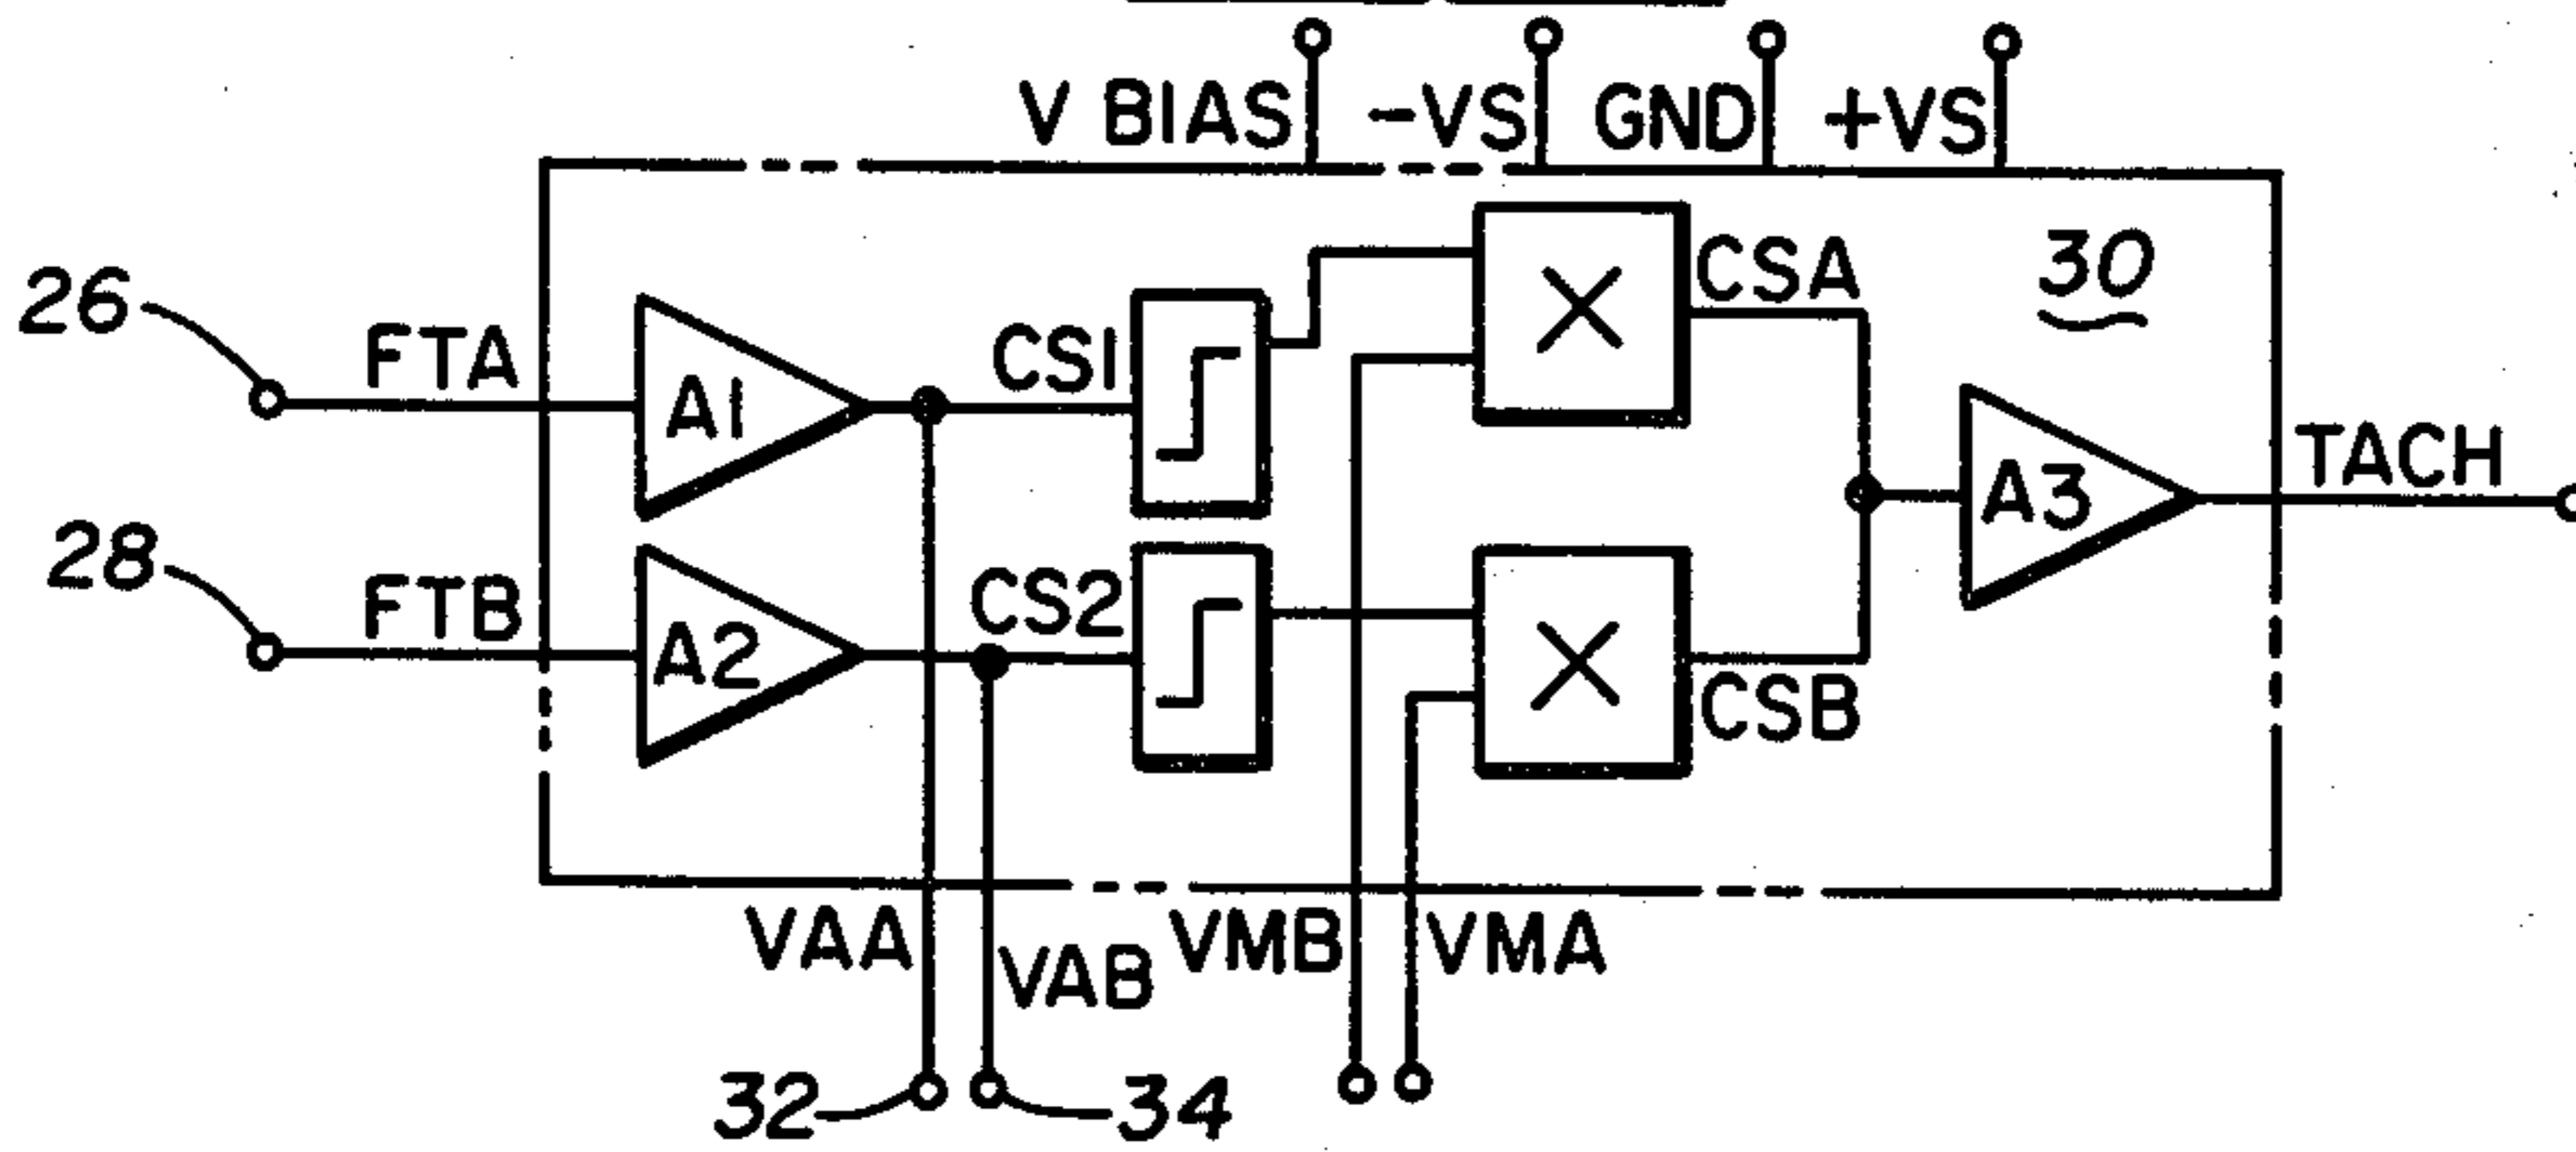 V BIAS
-VS
GND
+VS
26
FTA
A1
CS1
CSA
30
28
FTB
A2
CS2
CSB
A3
TACH
VAA
VAB
VMB
VMA
32
34